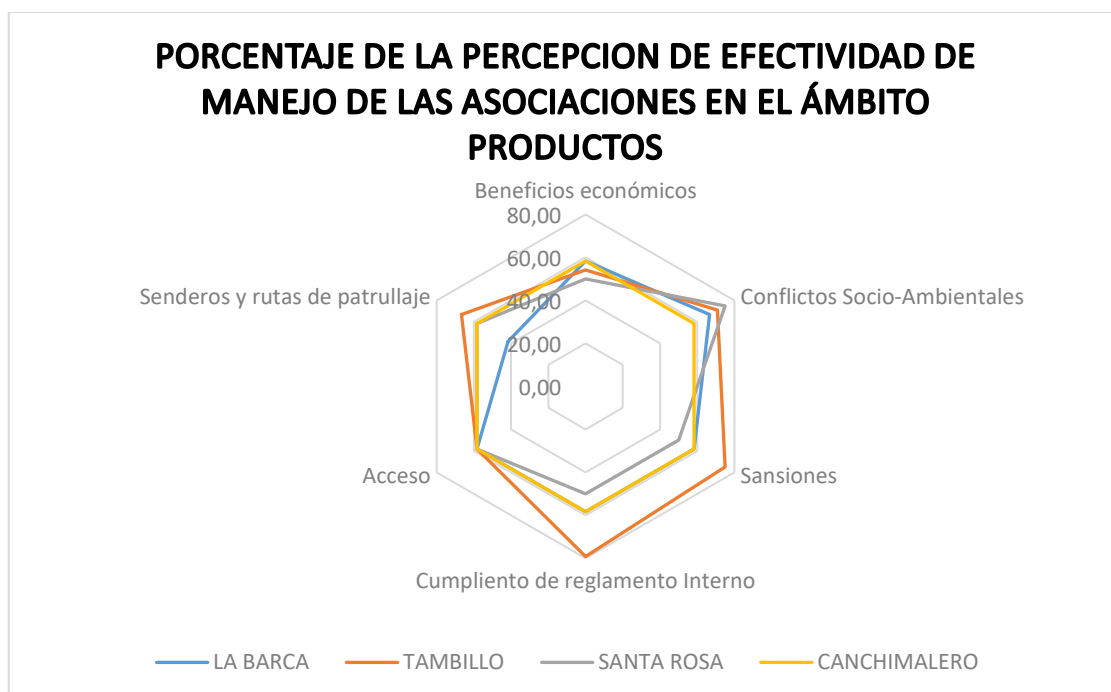 PORCENTAJE DE LA PERCEPCION DE EFECTIVIDAD DE
MANEJO DE LAS ASOCIACIONES EN EL ÁMBITO
PRODUCTOS
Beneficios económicos
80,00
60,00
40,00
20,00
0,00
Senderos y rutas de patrullaje
Conflictos Socio-Ambientales
Acceso
Sansiones
Cumpliento de reglamento Interno
LA BARCA
TAMBILLO
SANTA ROSA
CANCHIMALERO